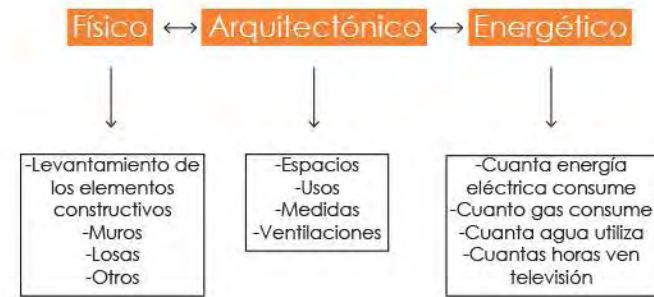 Físico ↔ Arquitectónico ↔ Energético
-Levantamiento de
los elementos
constructivos
-Muros
-Losas
-Otros
-Espacios
-Usos
-Medidas
-Ventilaciones
-Cuanta energía
eléctrica consume
-Cuanto gas consume
-Cuanta agua utiliza
-Cuantas horas ven
televisión